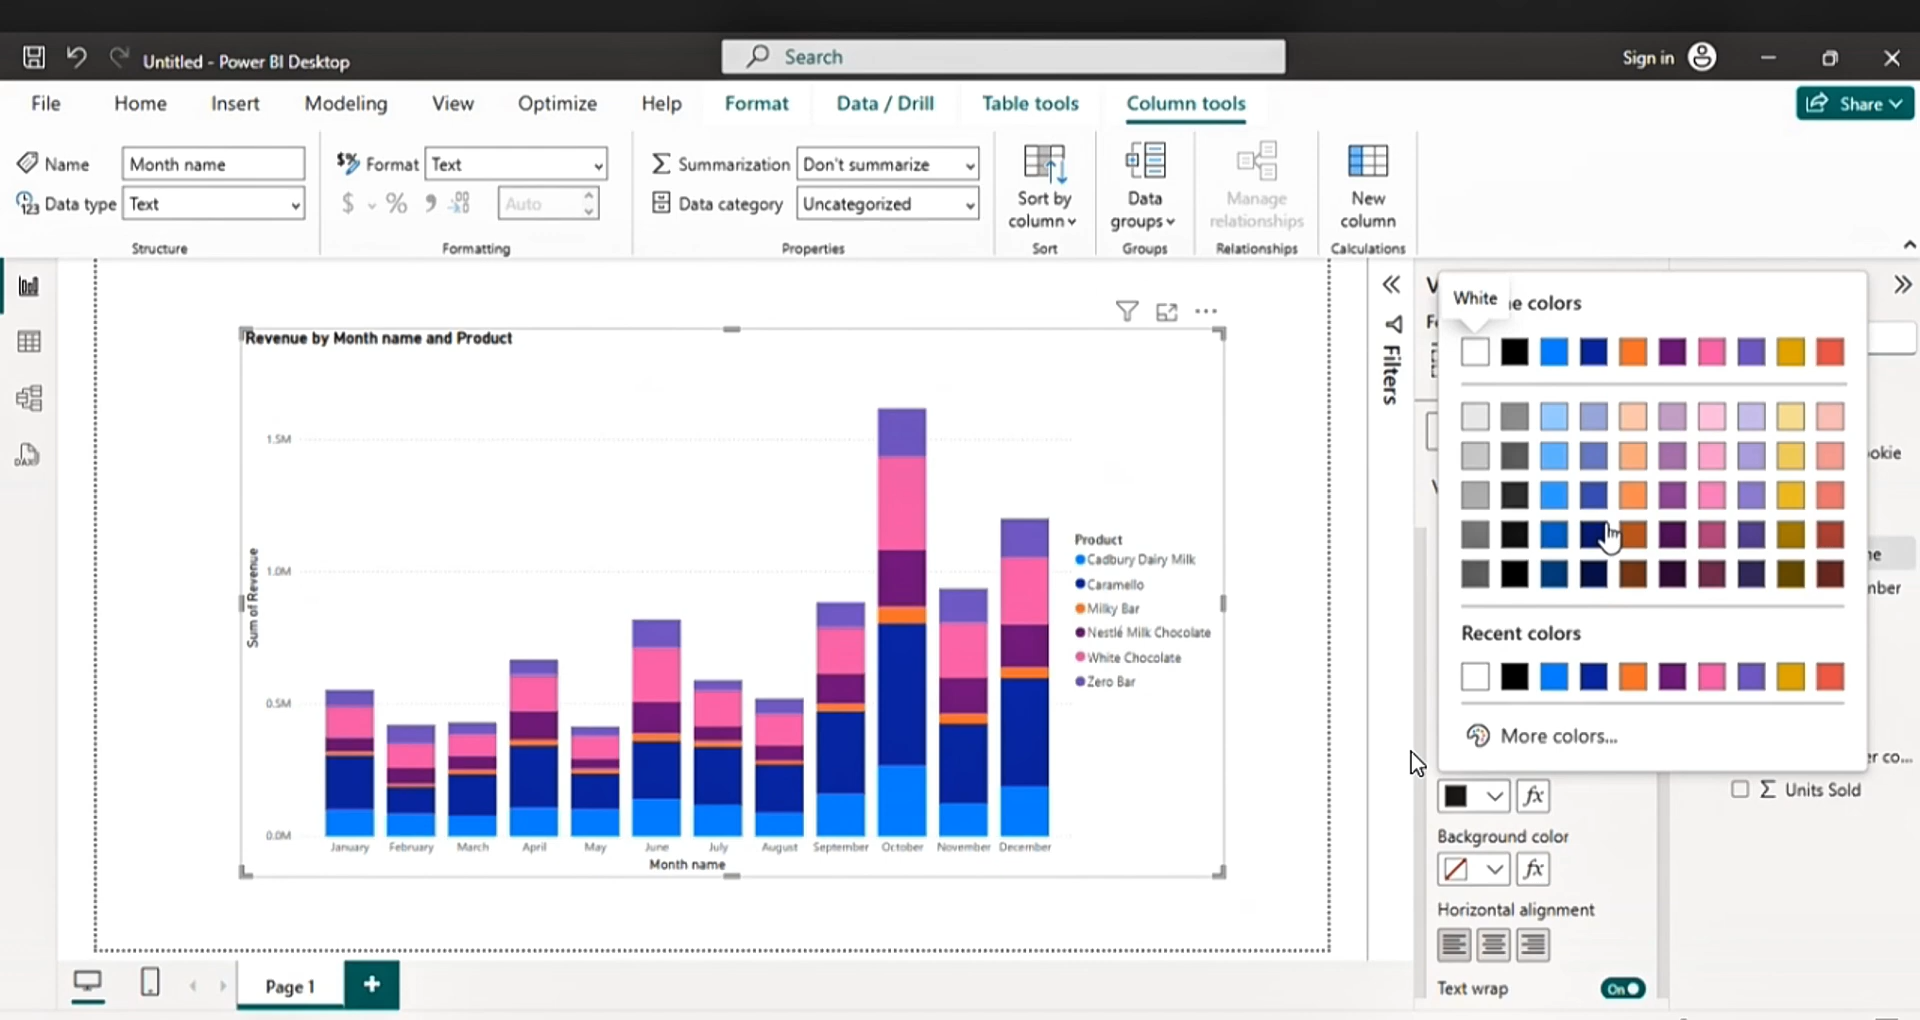 Untitled - Power BI Desktop
Search
Sign in
File Home Insert Modeling View Optimize Help Format Data / Drill Table tools Column tools
Share
Name Month name
Format Text
Summarization Don't summarize
Data type Text
$ % Auto
Data category Uncategorized
Sort by column
Data groups
Manage relationships
New column
Structure Formatting Properties Sort Groups Relationships Calculations
Revenue by Month name and Product
1.5M
1.0M
0.5M
0.0M
Sum of Revenue
January February March April May June July August September October November December
Month name
Product
Cadbury Dairy Milk
Caramello
Milky Bar
Nestlé Milk Chocolate
White Chocolate
Zero Bar
Filters
White
colors
Recent colors
More colors...
fx
Background color
fx
Horizontal alignment
Text wrap On
Σ Units Sold
Page 1